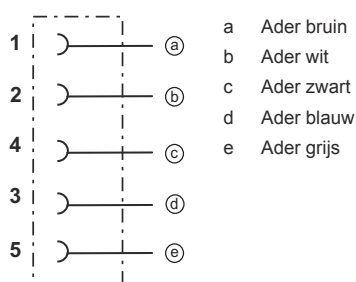 1 ⓐ
2 ⓑ
4 ⓒ
3 ⓓ
5 ⓔ
a Ader bruin
b Ader wit
c Ader zwart
d Ader blauw
e Ader grijs